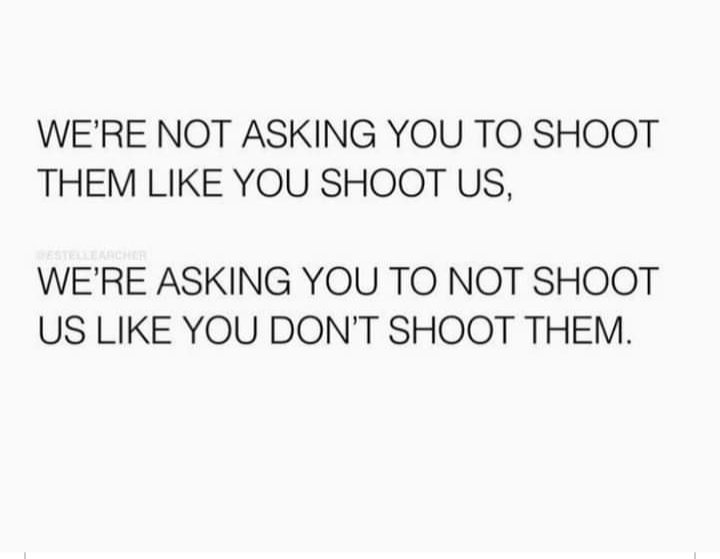 WE'RE NOT ASKING YOU TO SHOOT
THEM LIKE YOU SHOOT US,
@ESTELLEARCHER
WE'RE ASKING YOU TO NOT SHOOT
US LIKE YOU DON'T SHOOT THEM.